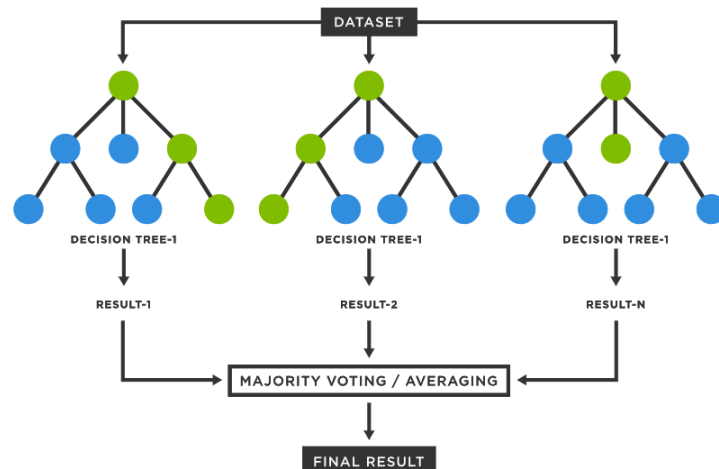 DATASET
DECISION TREE-1
DECISION TREE-1
DECISION TREE-1
RESULT-1
RESULT-2
RESULT-N
MAJORITY VOTING / AVERAGING
FINAL RESULT